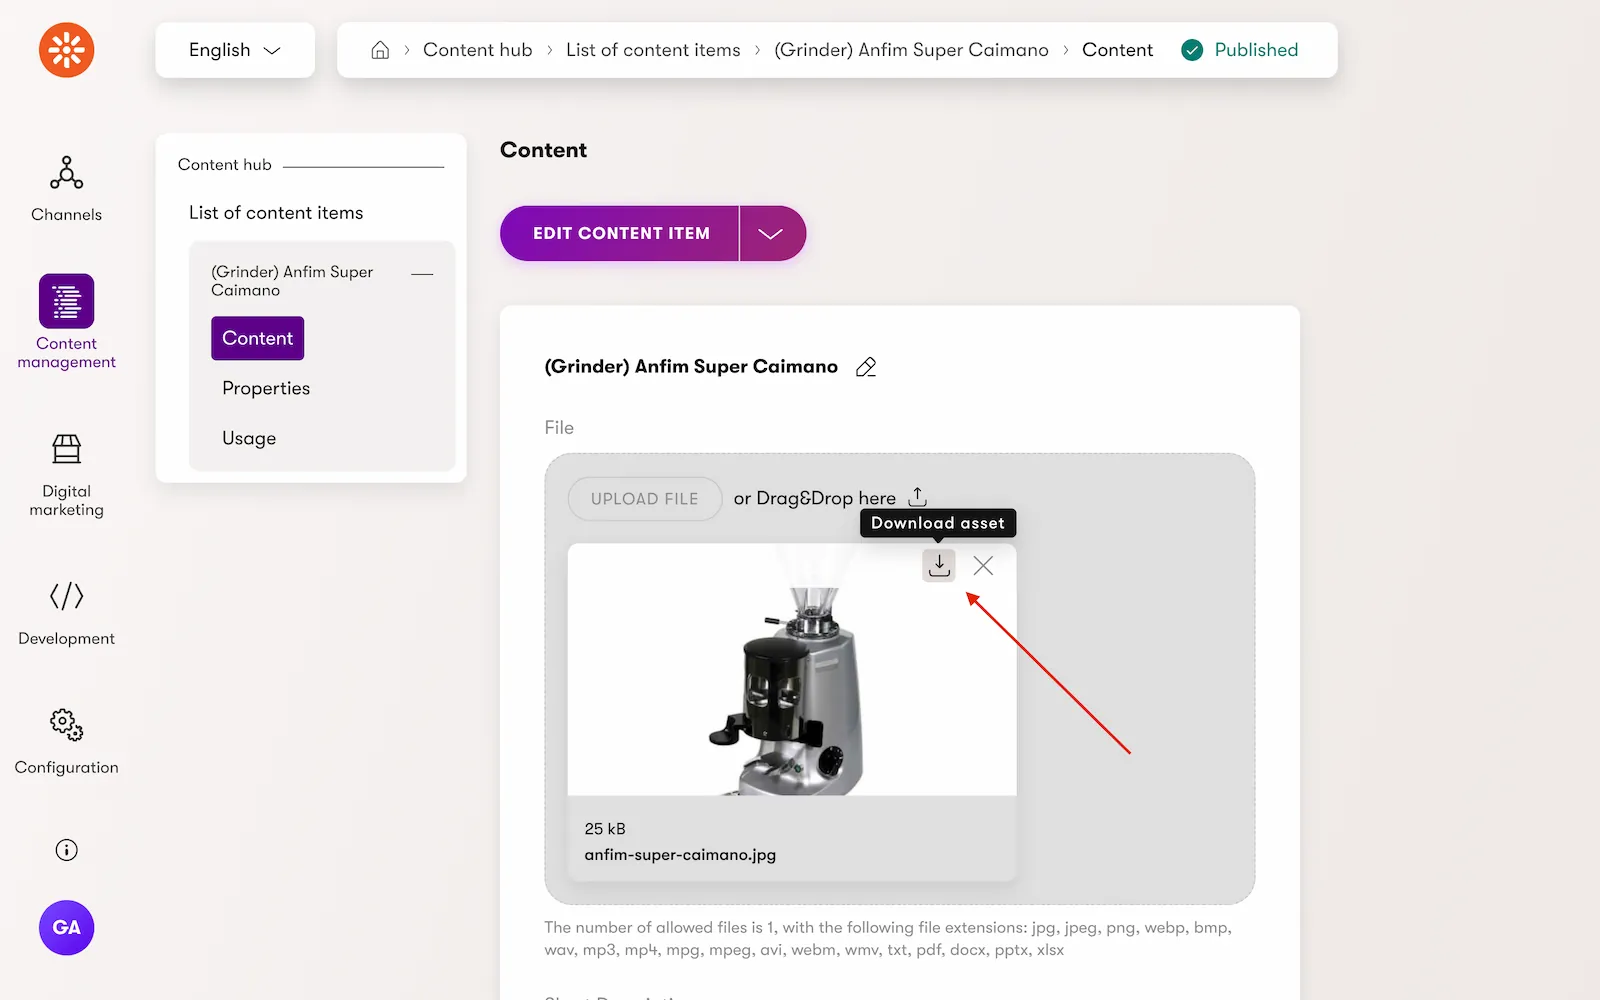 English
Content hub
List of content items
(Grinder) Anfim Super Caimano
Content
Published
Channels
Content
management
Digital
marketing
Development
Configuration
GA
Content hub
List of content items
(Grinder) Anfim Super
Caimano
Content
Properties
Usage
Content
EDIT CONTENT ITEM
(Grinder) Anfim Super Caimano
File
UPLOAD FILE
or Drag&Drop here
Download asset
25 kB
anfim-super-caimano.jpg
The number of allowed files is 1, with the following file extensions: jpg, jpeg, png, webp, bmp,
wav, mp3, mp4, mpg, mpeg, avi, webm, wmv, txt, pdf, docx, pptx, xlsx